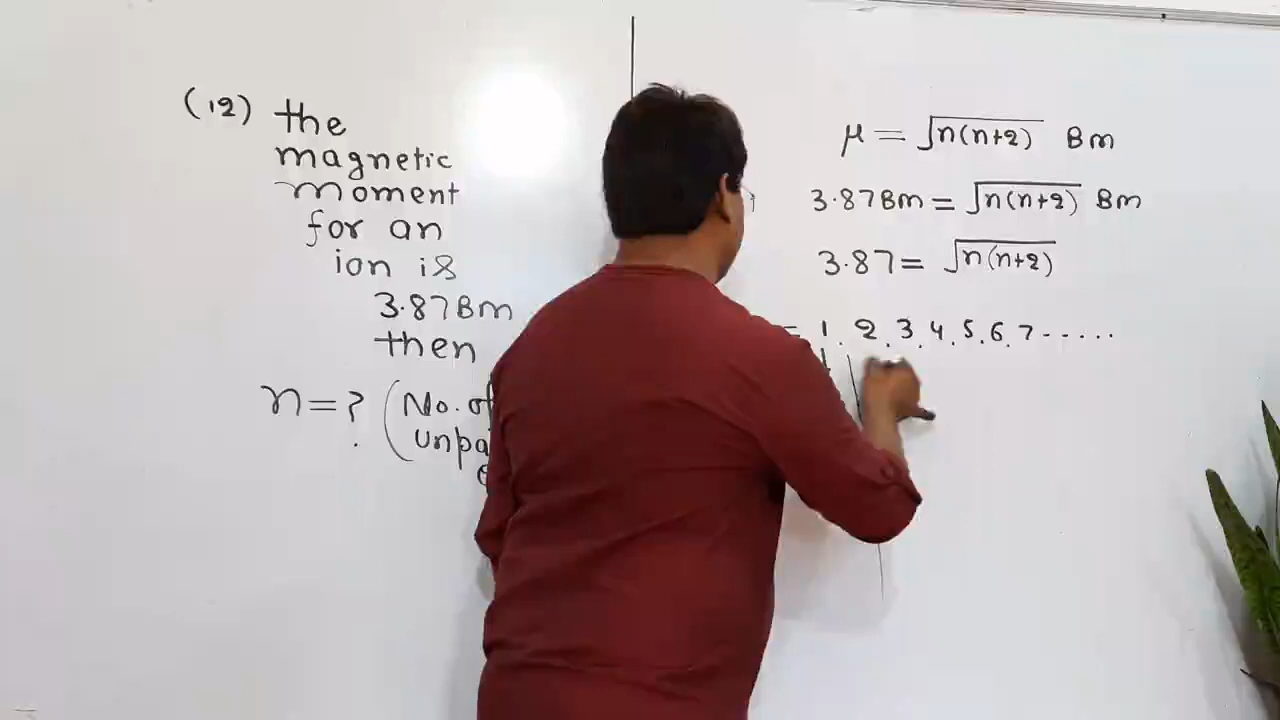 (12) the
magnetic
moment
for an
ion is
3.87Bm
then
n=? (No. of
μ = √n(n+2) Bm
3.87Bm = √n(n+2) Bm
3.87 = √n(n+2)
= 1. 2. 3. 4. 5. 6. 7 ------